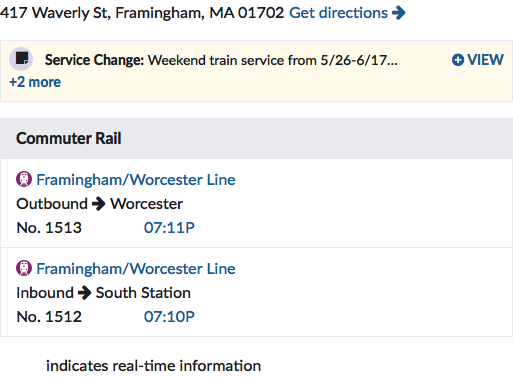 417 Waverly St, Framingham, MA 01702 Get directions
Service Change: Weekend train service from 5/26-6/17... VIEW
+2 more
Commuter Rail
Framingham/Worcester Line
Outbound → Worcester
No. 1513 07:11P
Framingham/Worcester Line
Inbound → South Station
No. 1512 07:10P
indicates real-time information